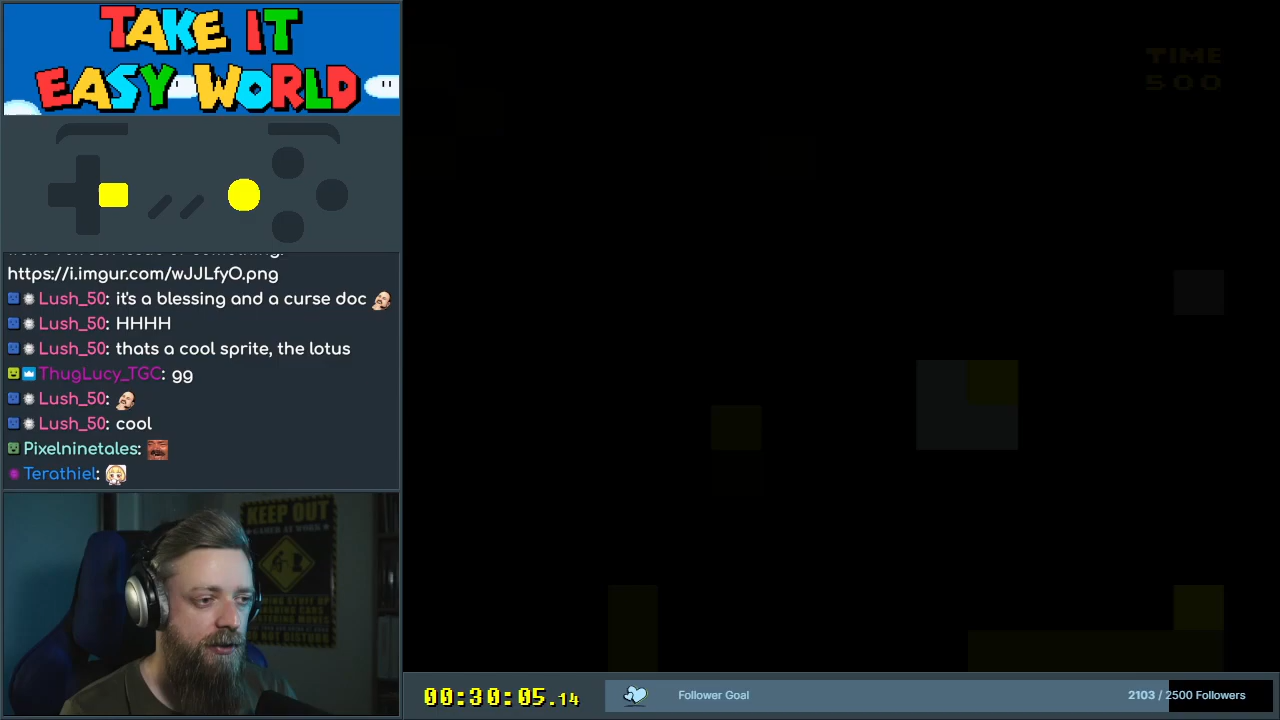 TAKE IT
EASY WORLD
TIME
500
https://i.imgur.com/wJJLfyO.png
Lush_50: it's a blessing and a curse doc
Lush_50: HHHH
Lush_50: thats a cool sprite, the lotus
ThugLucy_TGC: gg
Lush_50:
Lush_50: cool
Pixelninetales:
Terathiel:
KEEP OUT
00:30:05.14
Follower Goal
2103 / 2500 Followers